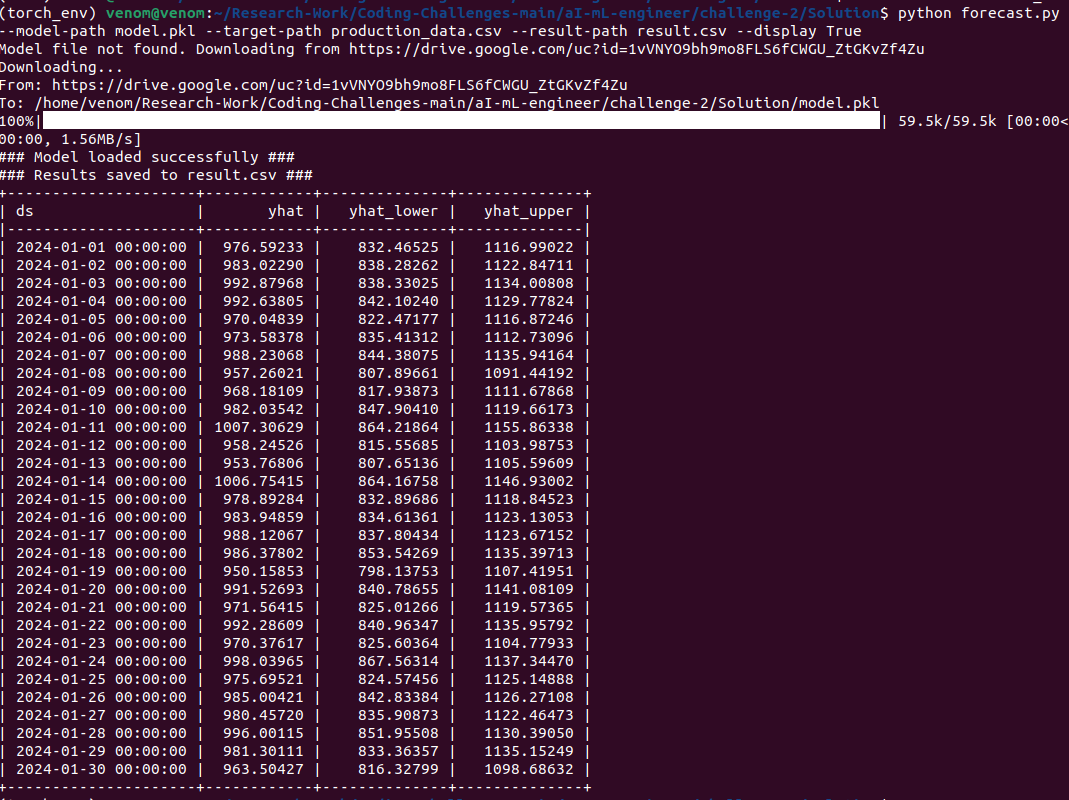 (torch_env) venom@venom:~/Research-Work/Coding-Challenges-main/aI-mL-engineer/challenge-2/Solution$ python forecast.py
--model-path model.pkl --target-path production_data.csv --result-path result.csv --display True
Model file not found. Downloading from https://drive.google.com/uc?id=1vVNYO9bh9mo8FLS6fCWGU_ZtGKvZf4Zu
Downloading...
From: https://drive.google.com/uc?id=1vVNYO9bh9mo8FLS6fCWGU_ZtGKvZf4Zu
To: /home/venom/Research-Work/Coding-Challenges-main/aI-mL-engineer/challenge-2/Solution/model.pkl
100%|                                                  | 59.5k/59.5k [00:00<
00:00, 1.56MB/s]
### Model loaded successfully ###
### Results saved to result.csv ###
+----------------------+-------------+---------------+--------------+
| ds                   |        yhat |    yhat_lower |   yhat_upper |
|----------------------+-------------+---------------+--------------|
| 2024-01-01 00:00:00 |  976.59233 |    832.46525 |   1116.99022 |
| 2024-01-02 00:00:00 |  983.02290 |    838.28262 |   1122.84711 |
| 2024-01-03 00:00:00 |  992.87968 |    838.33025 |   1134.00808 |
| 2024-01-04 00:00:00 |  992.63805 |    842.10240 |   1129.77824 |
| 2024-01-05 00:00:00 |  970.04839 |    822.47177 |   1116.87246 |
| 2024-01-06 00:00:00 |  973.58378 |    835.41312 |   1112.73096 |
| 2024-01-07 00:00:00 |  988.23068 |    844.38075 |   1135.94164 |
| 2024-01-08 00:00:00 |  957.26021 |    807.89661 |   1091.44192 |
| 2024-01-09 00:00:00 |  968.18109 |    817.93873 |   1111.67868 |
| 2024-01-10 00:00:00 |  982.03542 |    847.90410 |   1119.66173 |
| 2024-01-11 00:00:00 | 1007.30629 |    864.21864 |   1155.86338 |
| 2024-01-12 00:00:00 |  958.24526 |    815.55685 |   1103.98753 |
| 2024-01-13 00:00:00 |  953.76806 |    807.65136 |   1105.59609 |
| 2024-01-14 00:00:00 | 1006.75415 |    864.16758 |   1146.93002 |
| 2024-01-15 00:00:00 |  978.89284 |    832.89686 |   1118.84523 |
| 2024-01-16 00:00:00 |  983.94859 |    834.61361 |   1123.13053 |
| 2024-01-17 00:00:00 |  988.12067 |    837.80434 |   1123.67152 |
| 2024-01-18 00:00:00 |  986.37802 |    853.54269 |   1135.39713 |
| 2024-01-19 00:00:00 |  950.15853 |    798.13753 |   1107.41951 |
| 2024-01-20 00:00:00 |  991.52693 |    840.78655 |   1141.08109 |
| 2024-01-21 00:00:00 |  971.56415 |    825.01266 |   1119.57365 |
| 2024-01-22 00:00:00 |  992.28609 |    840.96347 |   1135.95792 |
| 2024-01-23 00:00:00 |  970.37617 |    825.60364 |   1104.77933 |
| 2024-01-24 00:00:00 |  998.03965 |    867.56314 |   1137.34470 |
| 2024-01-25 00:00:00 |  975.69521 |    824.57456 |   1125.14888 |
| 2024-01-26 00:00:00 |  985.00421 |    842.83384 |   1126.27108 |
| 2024-01-27 00:00:00 |  980.45720 |    835.90873 |   1122.46473 |
| 2024-01-28 00:00:00 |  996.00115 |    851.95508 |   1130.39050 |
| 2024-01-29 00:00:00 |  981.30111 |    833.36357 |   1135.15249 |
| 2024-01-30 00:00:00 |  963.50427 |    816.32799 |   1098.68632 |
+----------------------+-------------+---------------+--------------+